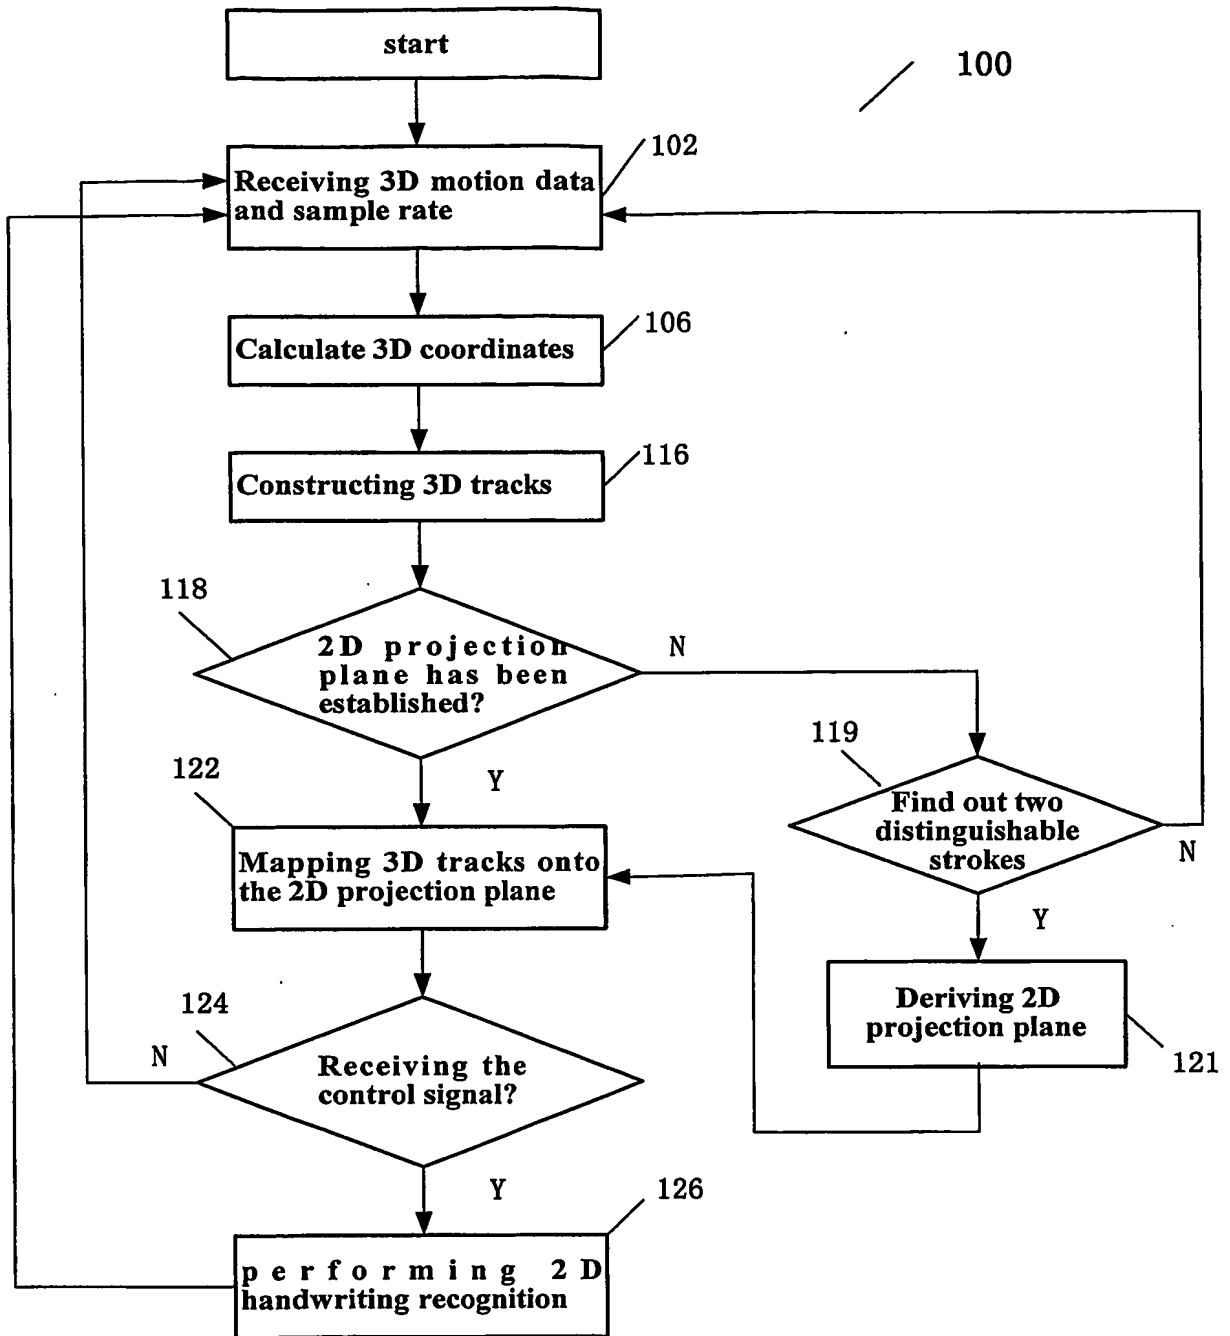 start
100
102
Receiving 3D motion data
and sample rate
106
Calculate 3D coordinates
116
Constructing 3D tracks
118
2D projection
plane has been
established?
N
Y
119
Find out two
distinguishable
strokes
N
Y
122
Mapping 3D tracks onto
the 2D projection plane
Deriving 2D
projection plane
121
124
N
Receiving the
control signal?
Y
126
performing 2D
handwriting recognition